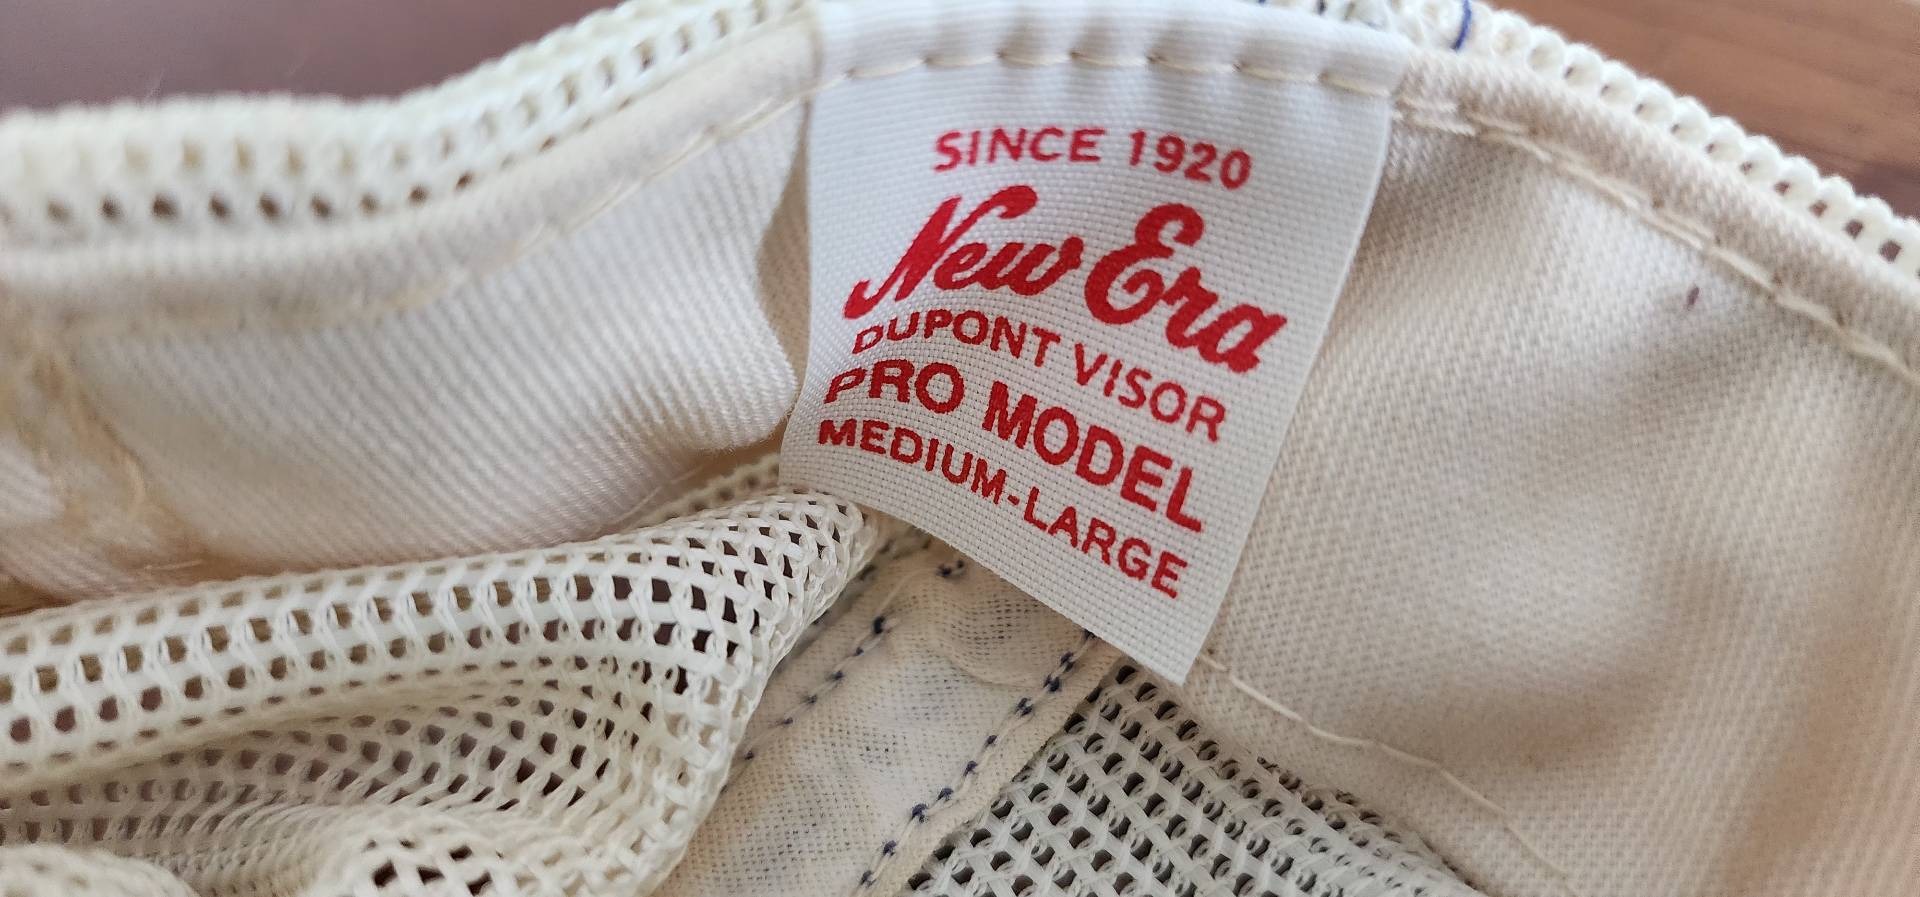 SINCE 1920
New Era
DUPONT VISOR
PRO MODEL
MEDIUM-LARGE